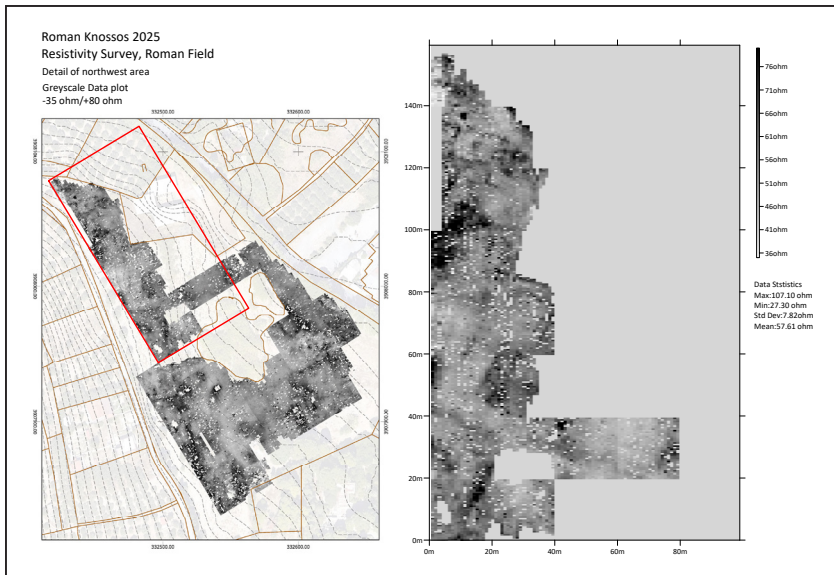 Roman Knossos 2025
Resistivity Survey, Roman Field
Detail of northwest area
Greyscale Data plot
-35 ohm/+80 ohm
332500.00
332600.00
332500.00
332600.00
140m
120m
100m
80m
60m
40m
20m
0m
0m
20m
40m
60m
80m
76ohm
71ohm
66ohm
61ohm
56ohm
51ohm
46ohm
41ohm
36ohm
Data Ststistics
Max:107.10 ohm
Min:27.30 ohm
Std Dev:7.82ohm
Mean:57.61 ohm